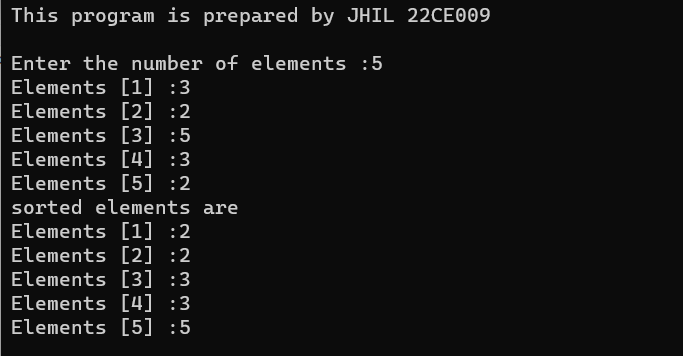 This program is prepared by JHIL 22CE009
Enter the number of elements :5
Elements [1] :3
Elements [2] :2
Elements [3] :5
Elements [4] :3
Elements [5] :2
sorted elements are
Elements [1] :2
Elements [2] :2
Elements [3] :3
Elements [4] :3
Elements [5] :5